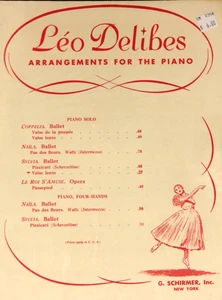 Léo Delibes
ARRANGEMENTS FOR THE PIANO
PIANO SOLO
COPPELIA. Ballet
Valse de la poupée
Valse lente
NAÏLA. Ballet
Pas des fleurs. Waltz (Intermezzo)
SYLVIA. Ballet
Pizzicati (Scherzettino)
Valse lente
LE ROI S'AMUSE. Opera
Passepied
PIANO, FOUR-HANDS
NAÏLA. Ballet
Pas des fleurs. Waltz (Intermezzo)
SYLVIA. Ballet
Pizzicati (Scherzettino)
G. SCHIRMER, Inc.
NEW YORK